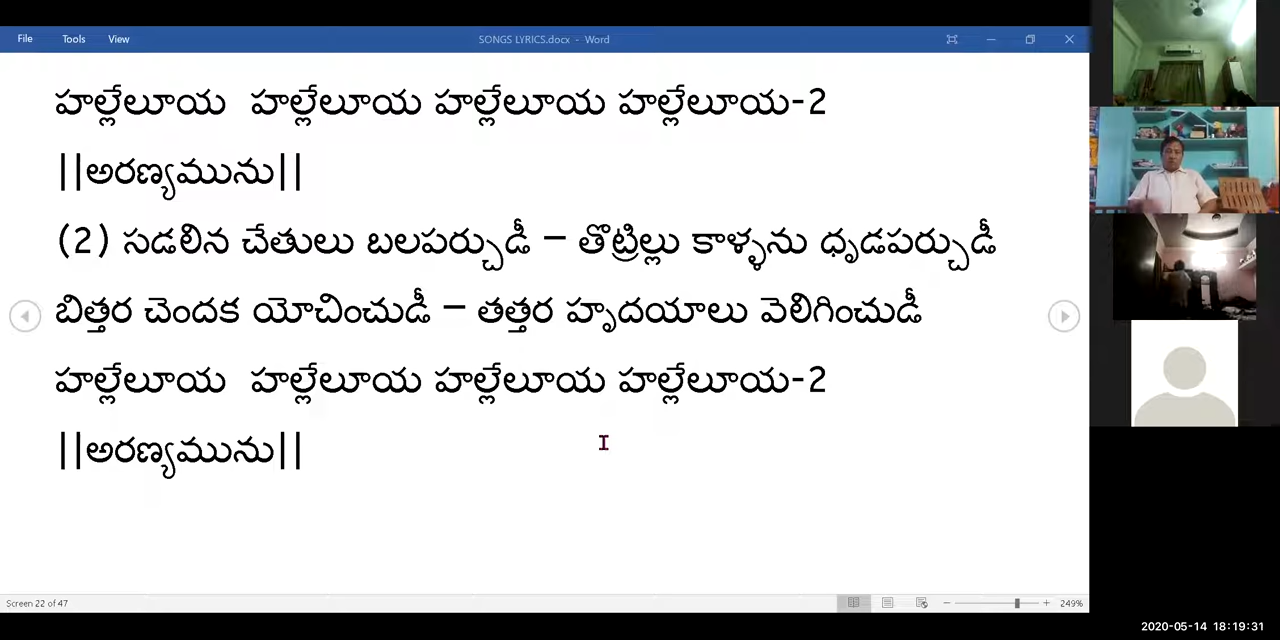 File Tools View SONGS LYRICS.docx - Word
హల్లేలూయ హల్లేలూయ హల్లేలూయ హల్లేలూయ-2
||అరణ్యమును||
(2) సడలిన చేతులు బలపర్చుడీ – తొట్రిల్లు కాళ్ళను ధృడపర్చుడీ
బిత్తర చెందక యోచించుడీ – తత్తర హృదయాలు వెలిగించుడీ
హల్లేలూయ హల్లేలూయ హల్లేలూయ హల్లేలూయ-2
||అరణ్యమును||
Screen 22 of 47 249%
2020-05-14 18:19:31